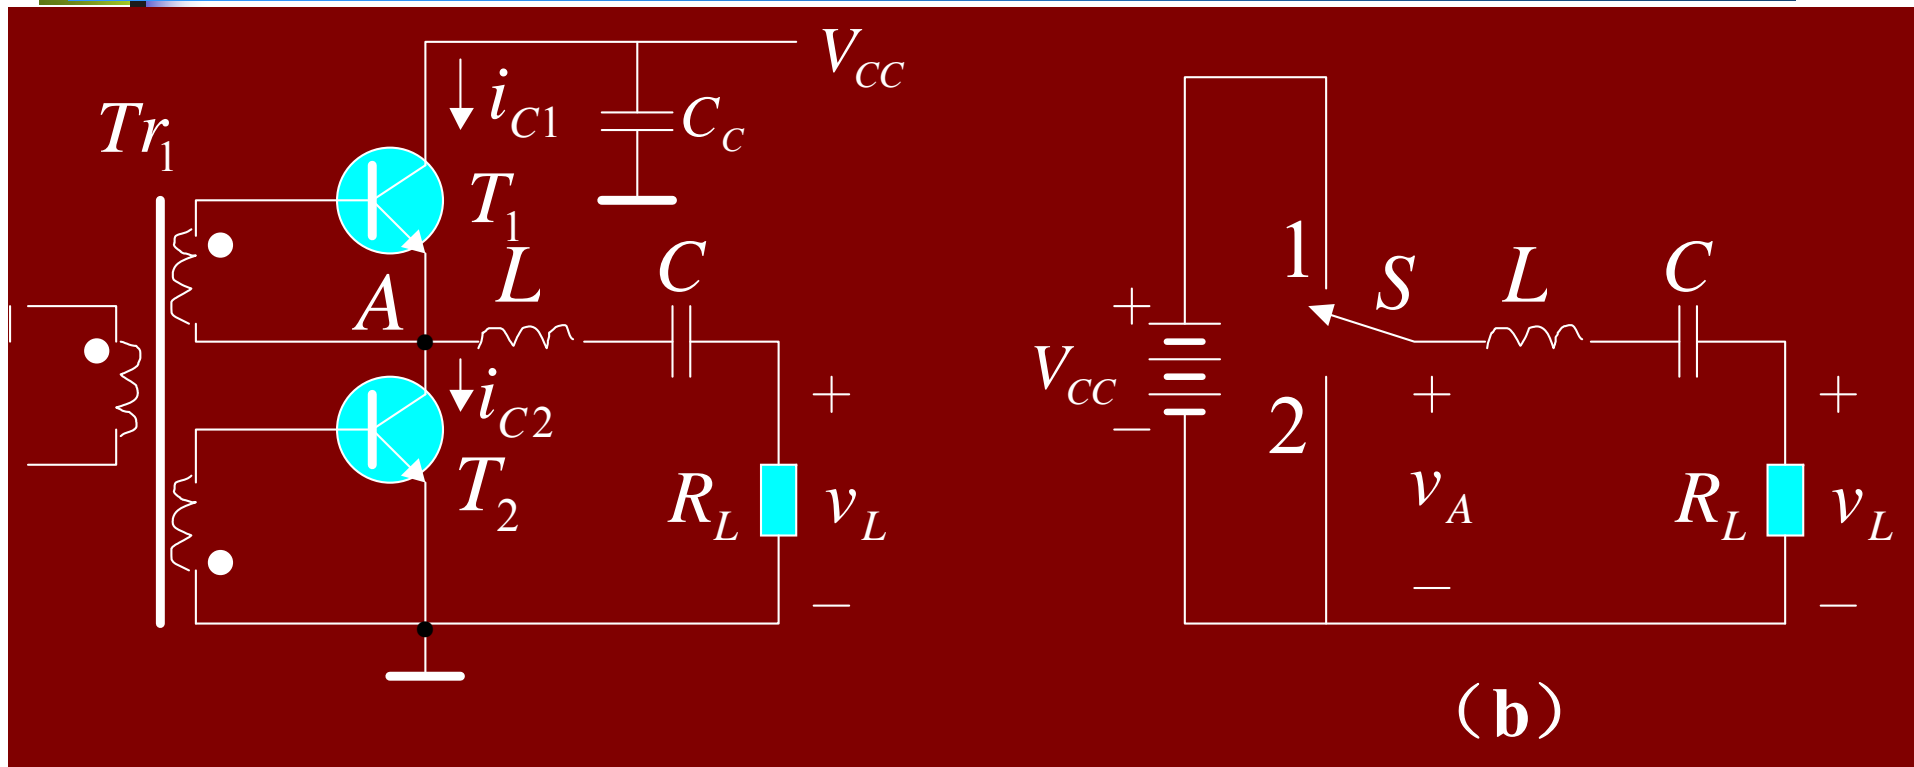 V_CC
i_C1
C_C
Tr_1
T_1
A
L
C
i_C2
T_2
R_L
+
v_L
−
1
S
L
C
+
V_CC
−
2
+
v_A
−
R_L
+
v_L
−
（b）